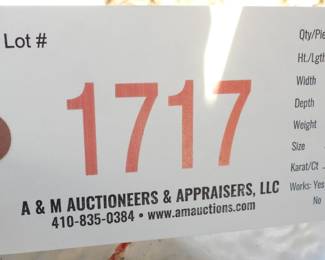 Lot #
1717
A & M AUCTIONEERS & APPRAISERS, LLC
410-835-0384 • www.amauctions.com
Qty/Pie
Ht./Lgth
Width
Depth
Weight
Size
Karat/Ct
Works: Yes
No